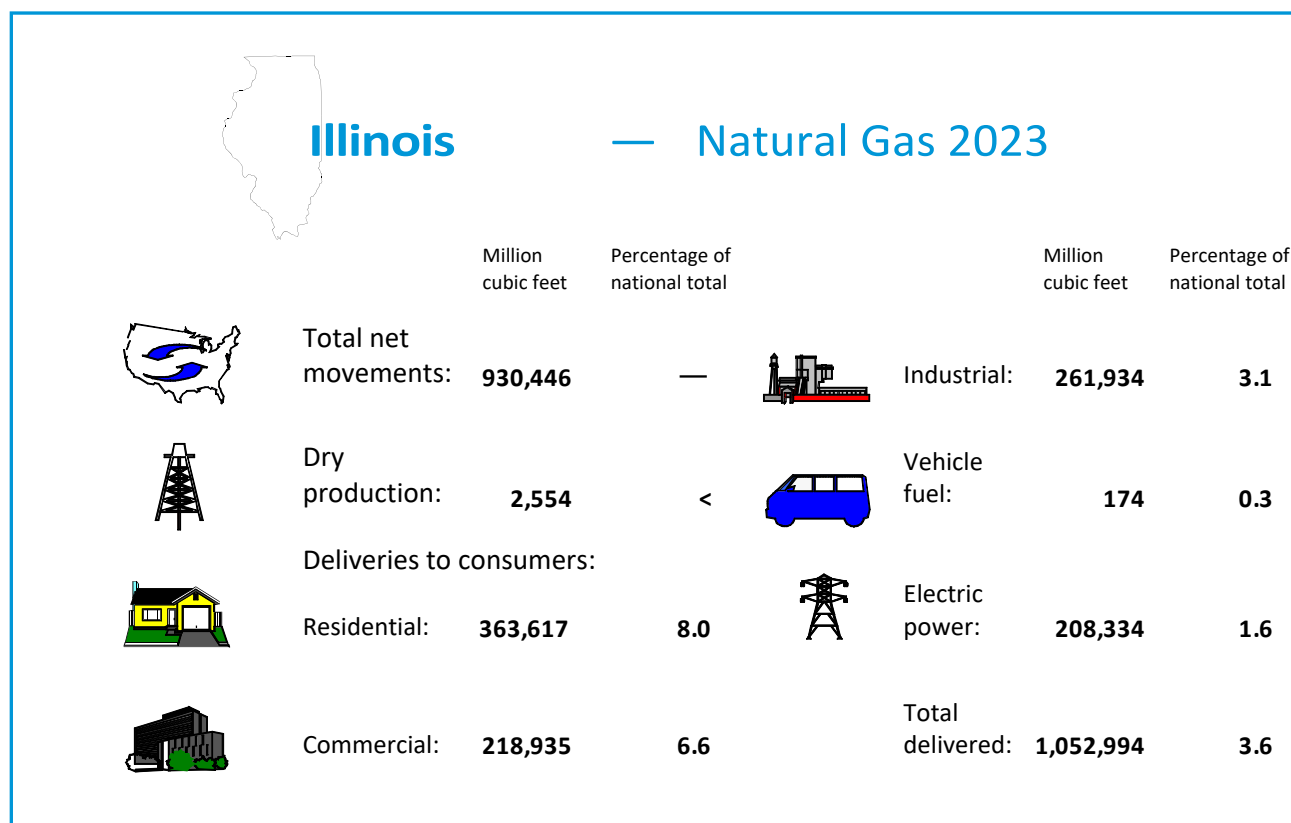 Illinois — Natural Gas 2023
Million cubic feet
Percentage of national total
Million cubic feet
Percentage of national total
Total net movements: 930,446 —
Industrial: 261,934 3.1
Dry production: 2,554 <
Vehicle fuel: 174 0.3
Deliveries to consumers:
Residential: 363,617 8.0
Electric power: 208,334 1.6
Commercial: 218,935 6.6
Total delivered: 1,052,994 3.6